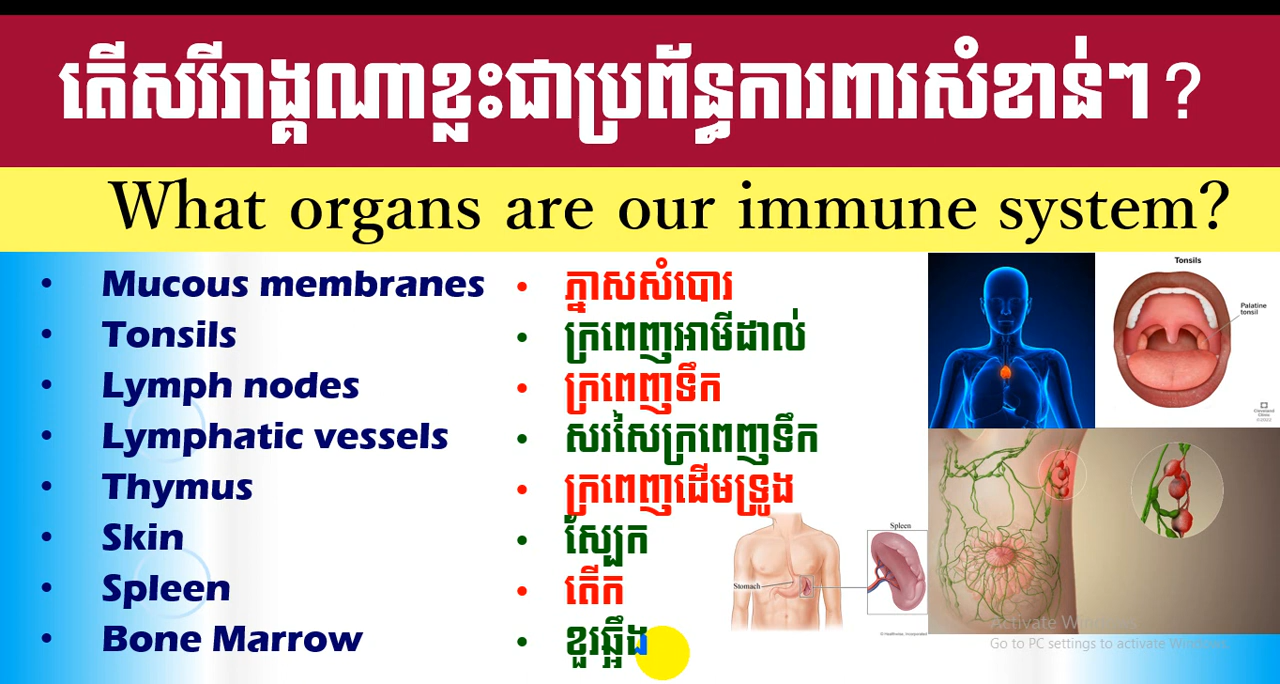 តើសរីរាង្គណាខ្លះជាប្រព័ន្ធការពារសំខាន់ៗ?
What organs are our immune system?
• Mucous membranes
• Tonsils
• Lymph nodes
• Lymphatic vessels
• Thymus
• Skin
• Spleen
• Bone Marrow
• ភ្នាសសំបោរ
• ក្រពេញអាមីដាល់
• ក្រពេញទឹក
• សរសៃក្រពេញទឹក
• ក្រពេញដើមទ្រូង
• ស្បែក
• តើក
• ខួរឆ្អឹង
Tonsils
Palatine
tonsil
Cleveland
Clinic
©2022
Spleen
Stomach
© Healthwise, Incorporated
Activate Windows
Go to PC settings to activate Windows.